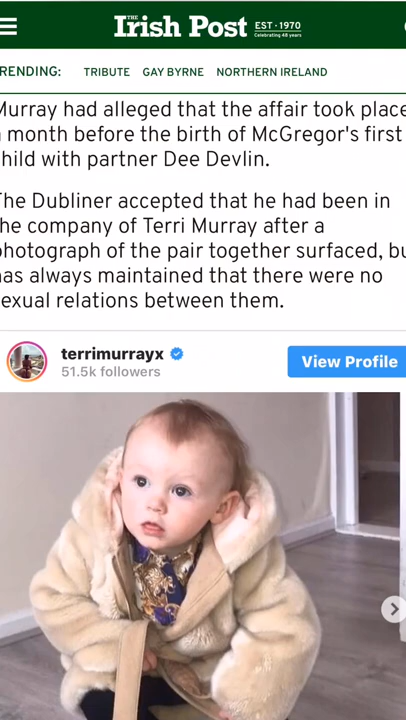 THE
Irish Post
EST · 1970
Celebrating 48 years
RENDING: TRIBUTE GAY BYRNE NORTHERN IRELAND
Murray had alleged that the affair took place
month before the birth of McGregor's first
hild with partner Dee Devlin.
he Dubliner accepted that he had been in
he company of Terri Murray after a
photograph of the pair together surfaced, bu
as always maintained that there were no
exual relations between them.
terrimurrayx
51.5k followers
View Profile